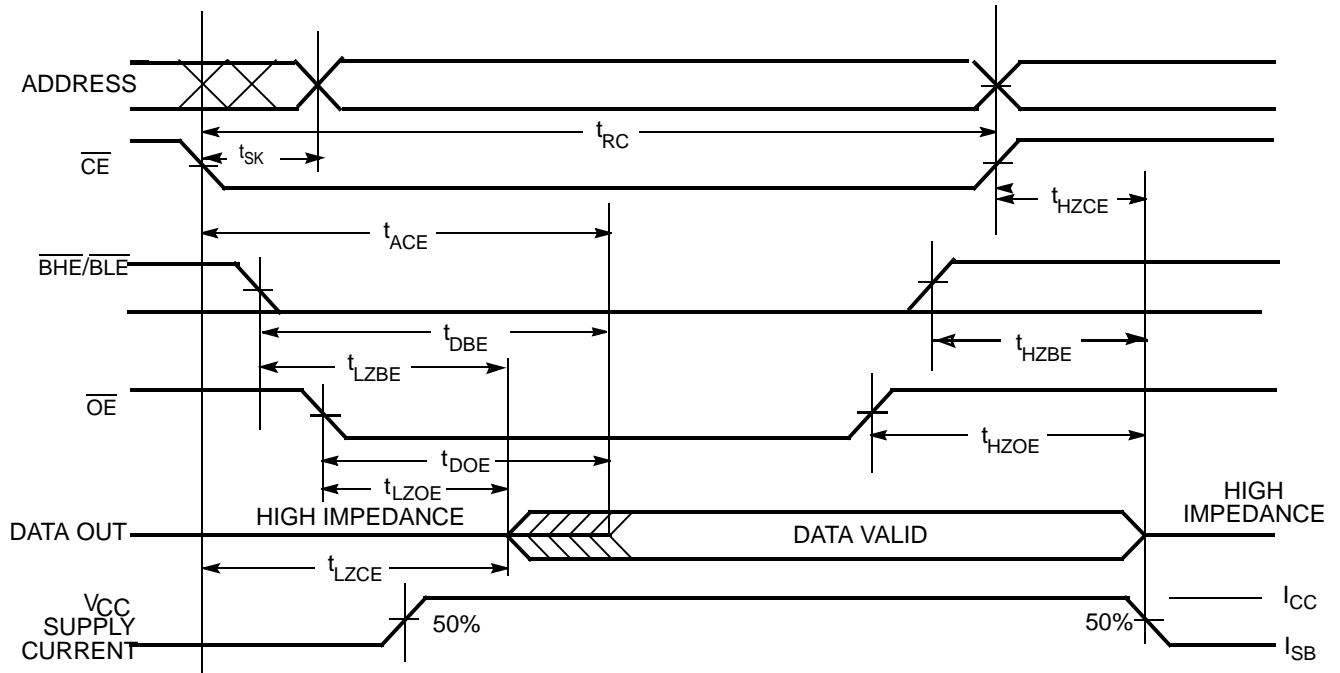 ADDRESS
tRC
tSK
CE
tHZCE
tACE
BHE/BLE
tDBE
tHZBE
tLZBE
OE
tHZOE
tDOE
tLZOE
HIGH IMPEDANCE
HIGH
IMPEDANCE
DATA OUT
DATA VALID
tLZCE
VCC
SUPPLY
CURRENT
50%
50%
ICC
ISB